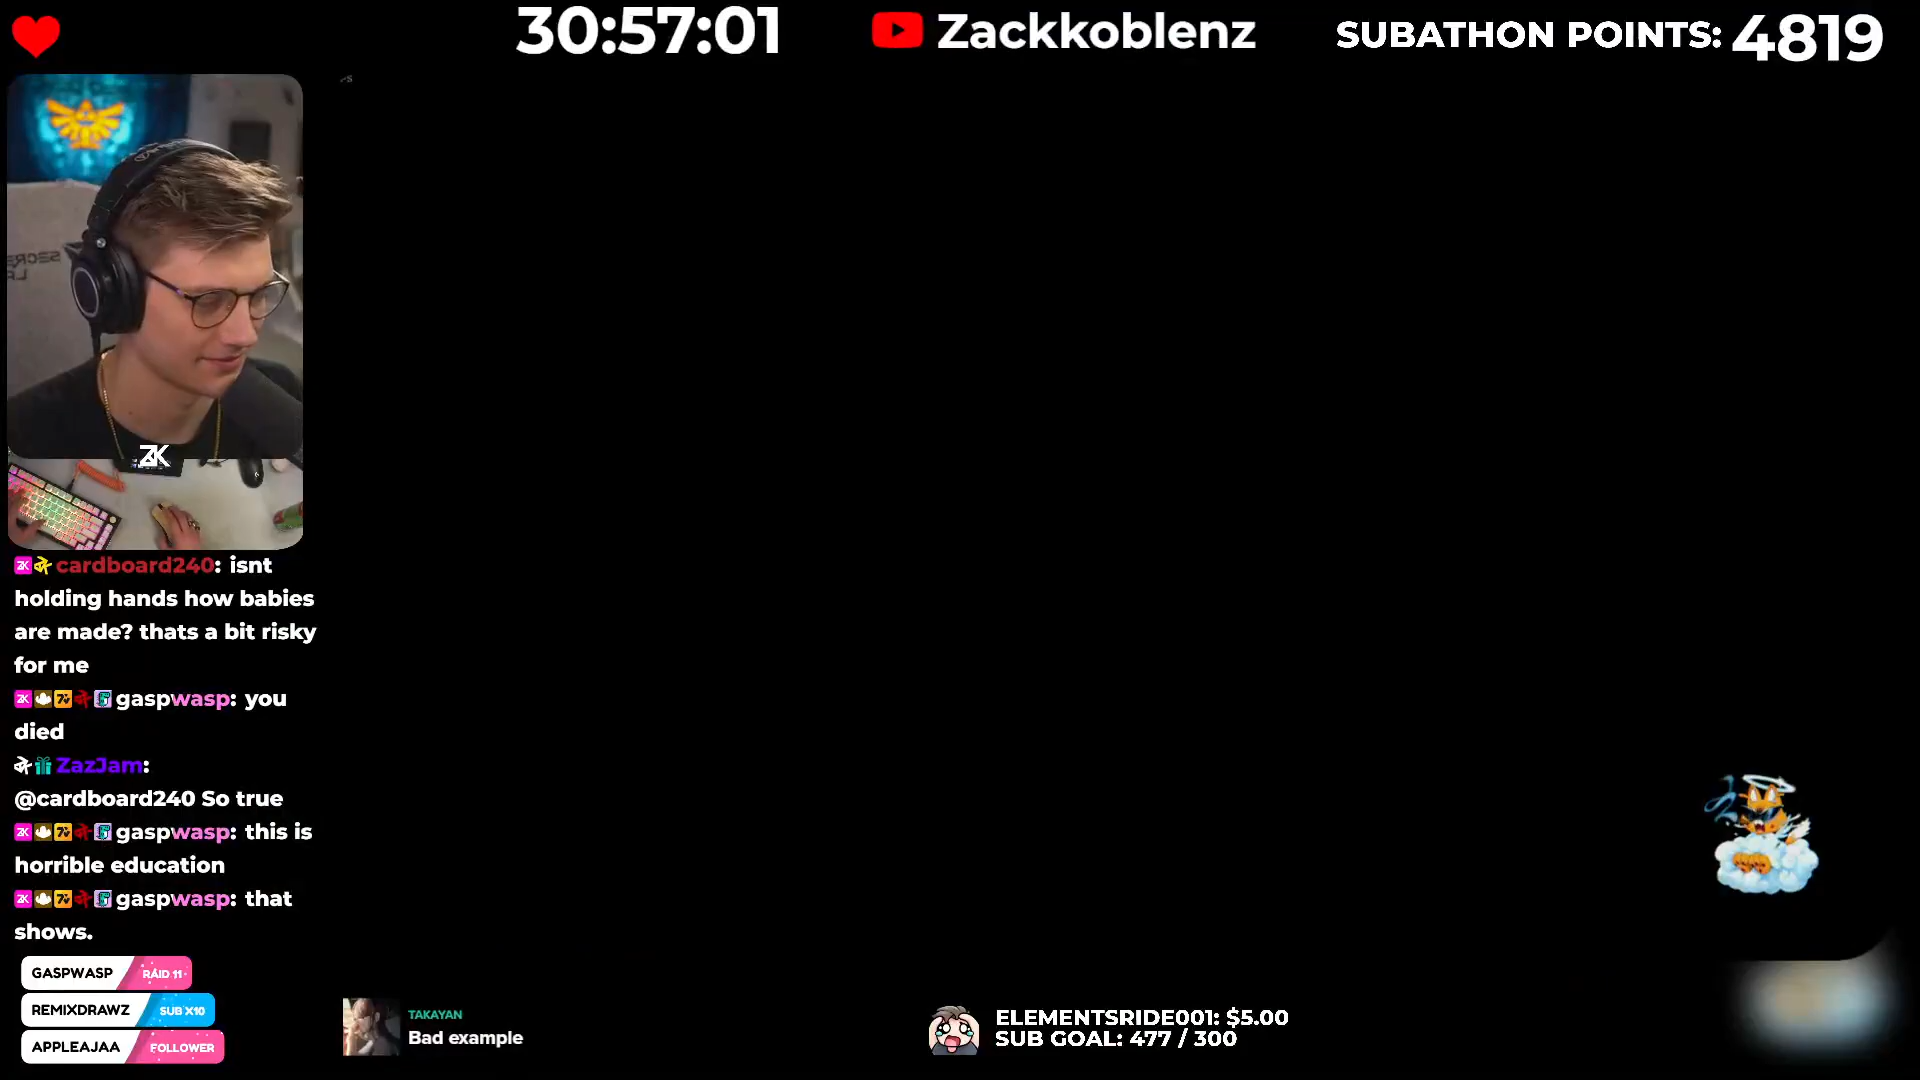 30:57:01
Zackkoblenz
SUBATHON POINTS: 4819
ZK
cardboard240: isnt
holding hands how babies
are made? thats a bit risky
for me
gaspwasp: you
died
ZazJam:
@cardboard240 So true
gaspwasp: this is
horrible education
gaspwasp: that
shows.
GASPWASP RAID 11
REMIXDRAWZ SUB X10
APPLEAJAA FOLLOWER
TAKAYAN
Bad example
ELEMENTSRIDE001: $5.00
SUB GOAL: 477 / 300